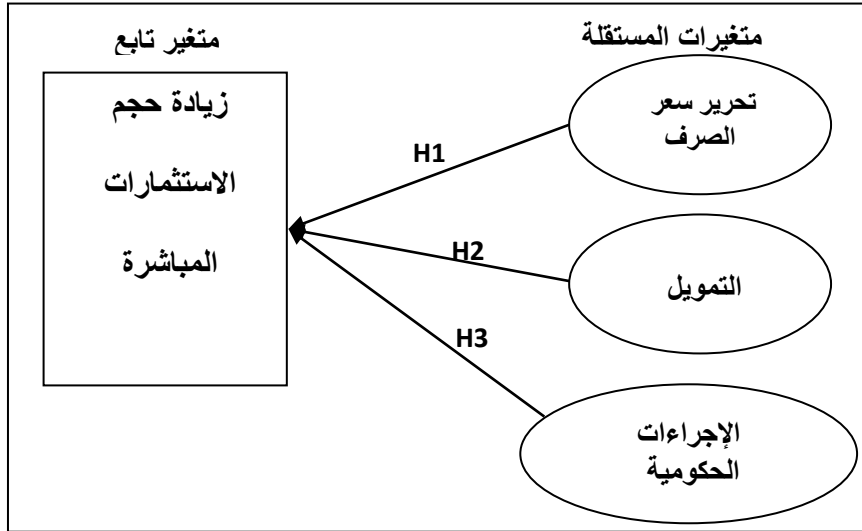 متغيرات المستقلة
متغير تابع
تحرير سعر
الصرف
زيادة حجم
الاستثمارات
المباشرة
H1
H2
التمويل
H3
الإجراءات
الحكومية